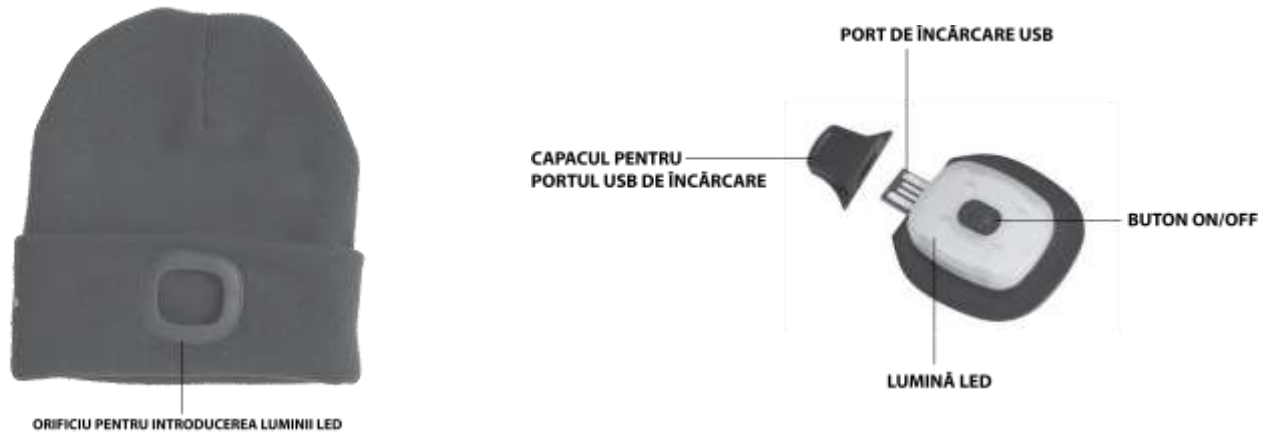 PORT DE ÎNCĂRCARE USB
CAPACUL PENTRU
PORTUL USB DE ÎNCĂRCARE
BUTON ON/OFF
LUMINĂ LED
ORIFICIU PENTRU INTRODUCEREA LUMINII LED